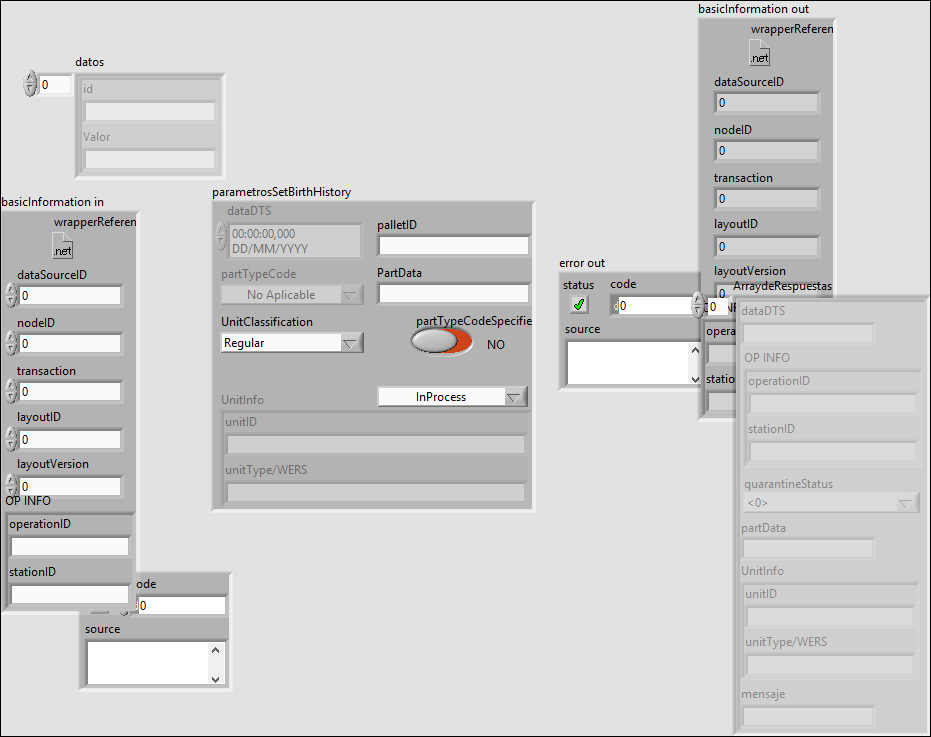 datos
0
id
Valor
basicInformation in
wrapperReferen
.net
dataSourceID
0
nodeID
0
transaction
0
layoutID
0
layoutVersion
0
OP INFO
operationID
stationID
ode
0
source
parametrosSetBirthHistory
dataDTS
00:00:00,000
DD/MM/YYYY
palletID
partTypeCode
No Aplicable
PartData
UnitClassification
Regular
partTypeCodeSpecifie
NO
InProcess
UnitInfo
unitID
unitType/WERS
error out
status
code
0
source
basicInformation out
wrapperReferen
.net
dataSourceID
0
nodeID
0
transaction
0
layoutID
0
layoutVersion
0
opera
statio
ArraydeRespuestas
0
dataDTS
OP INFO
operationID
stationID
quarantineStatus
<0>
partData
UnitInfo
unitID
unitType/WERS
mensaje